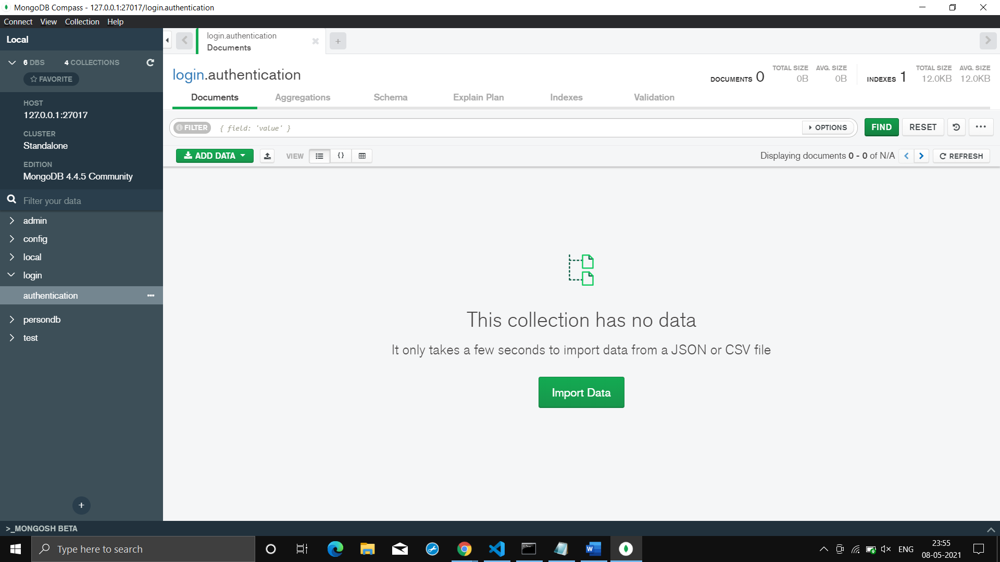 MongoDB Compass - 127.0.0.1:27017/login.authentication
Connect View Collection Help
Local
6 DBS 4 COLLECTIONS
FAVORITE
HOST
127.0.0.1:27017
CLUSTER
Standalone
EDITION
MongoDB 4.4.5 Community
Filter your data
admin
config
local
login
authentication
persondb
test
+
login.authentication
Documents
+
login.authentication
DOCUMENTS 0 TOTAL SIZE 0B AVG. SIZE 0B
INDEXES 1 TOTAL SIZE 12.0KB AVG. SIZE 12.0KB
Documents Aggregations Schema Explain Plan Indexes Validation
FILTER { field: 'value' } OPTIONS FIND RESET
ADD DATA VIEW {} Displaying documents 0 - 0 of N/A REFRESH
This collection has no data
It only takes a few seconds to import data from a JSON or CSV file
Import Data
>_MONGOSH BETA
Type here to search
ENG
23:55
08-05-2021